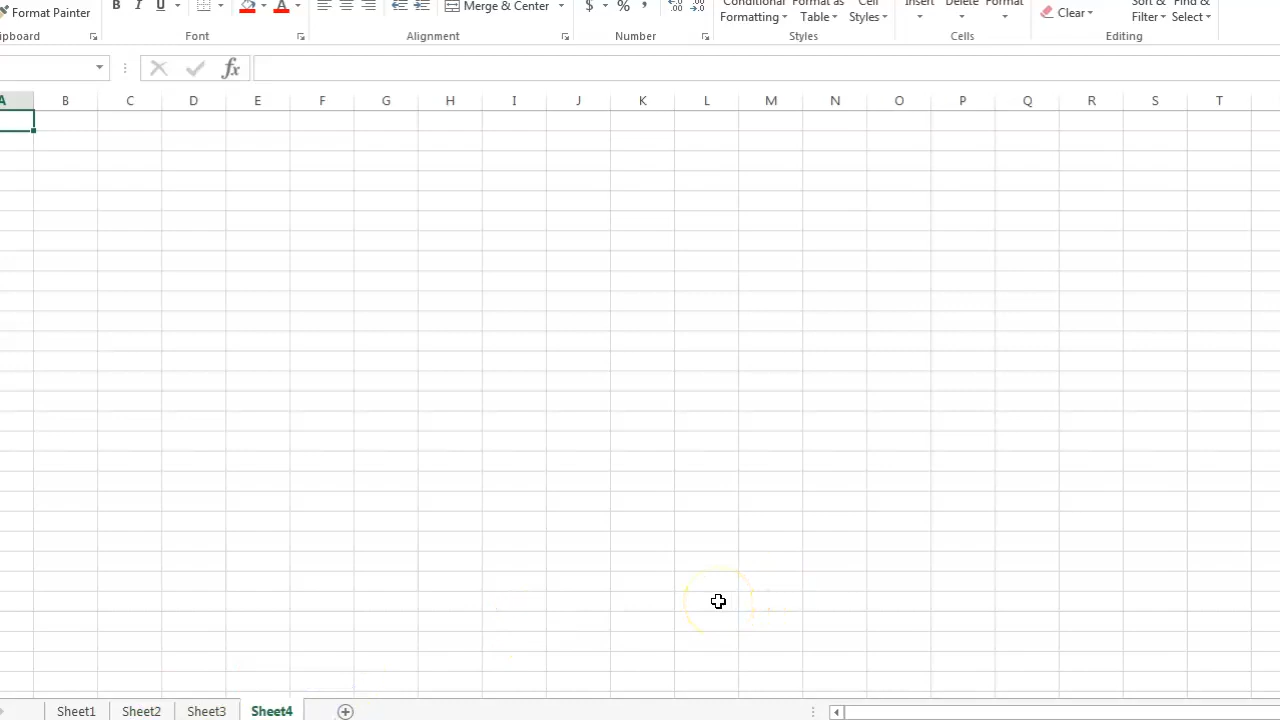 Format Painter B I U A Merge & Center $ % , Conditional Format as Cell Insert Delete Format Clear Sort & Find &
Formatting Table Styles Filter Select
ipboard Font Alignment Number Styles Cells Editing
fx
A B C D E F G H I J K L M N O P Q R S T
Sheet1 Sheet2 Sheet3 Sheet4